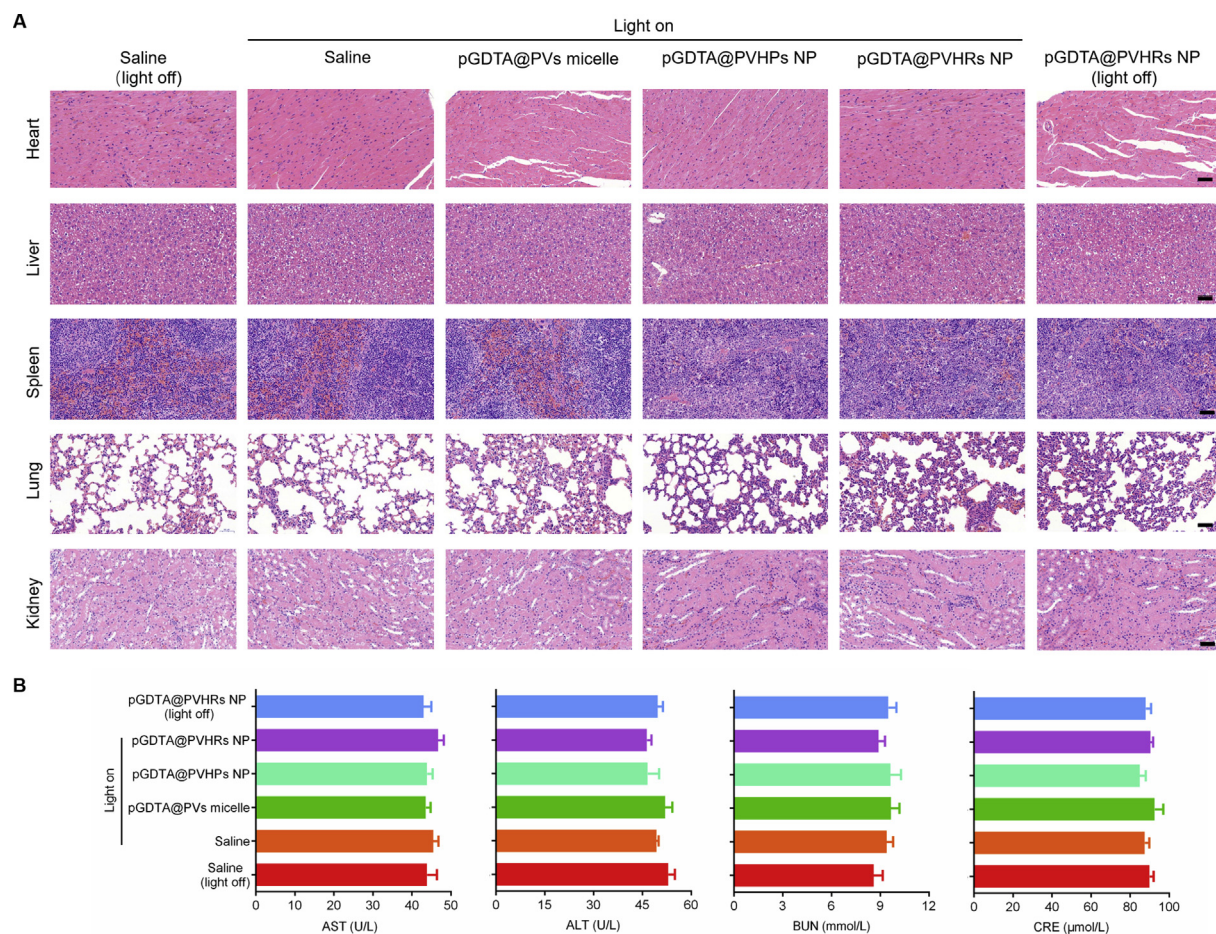 A
Light on
Saline
(light off)
Saline
pGDTA@PVs micelle
pGDTA@PVHPs NP
pGDTA@PVHRs NP
pGDTA@PVHRs NP
(light off)
Heart
Liver
Spleen
Lung
Kidney
B
pGDTA@PVHRs NP
(light off)
Light on
pGDTA@PVHRs NP
pGDTA@PVHPs NP
pGDTA@PVs micelle
Saline
Saline
(light off)
0 10 20 30 40 50
AST (U/L)
0 15 30 45 60
ALT (U/L)
0 3 6 9 12
BUN (mmol/L)
0 20 40 60 80 100
CRE (μmol/L)